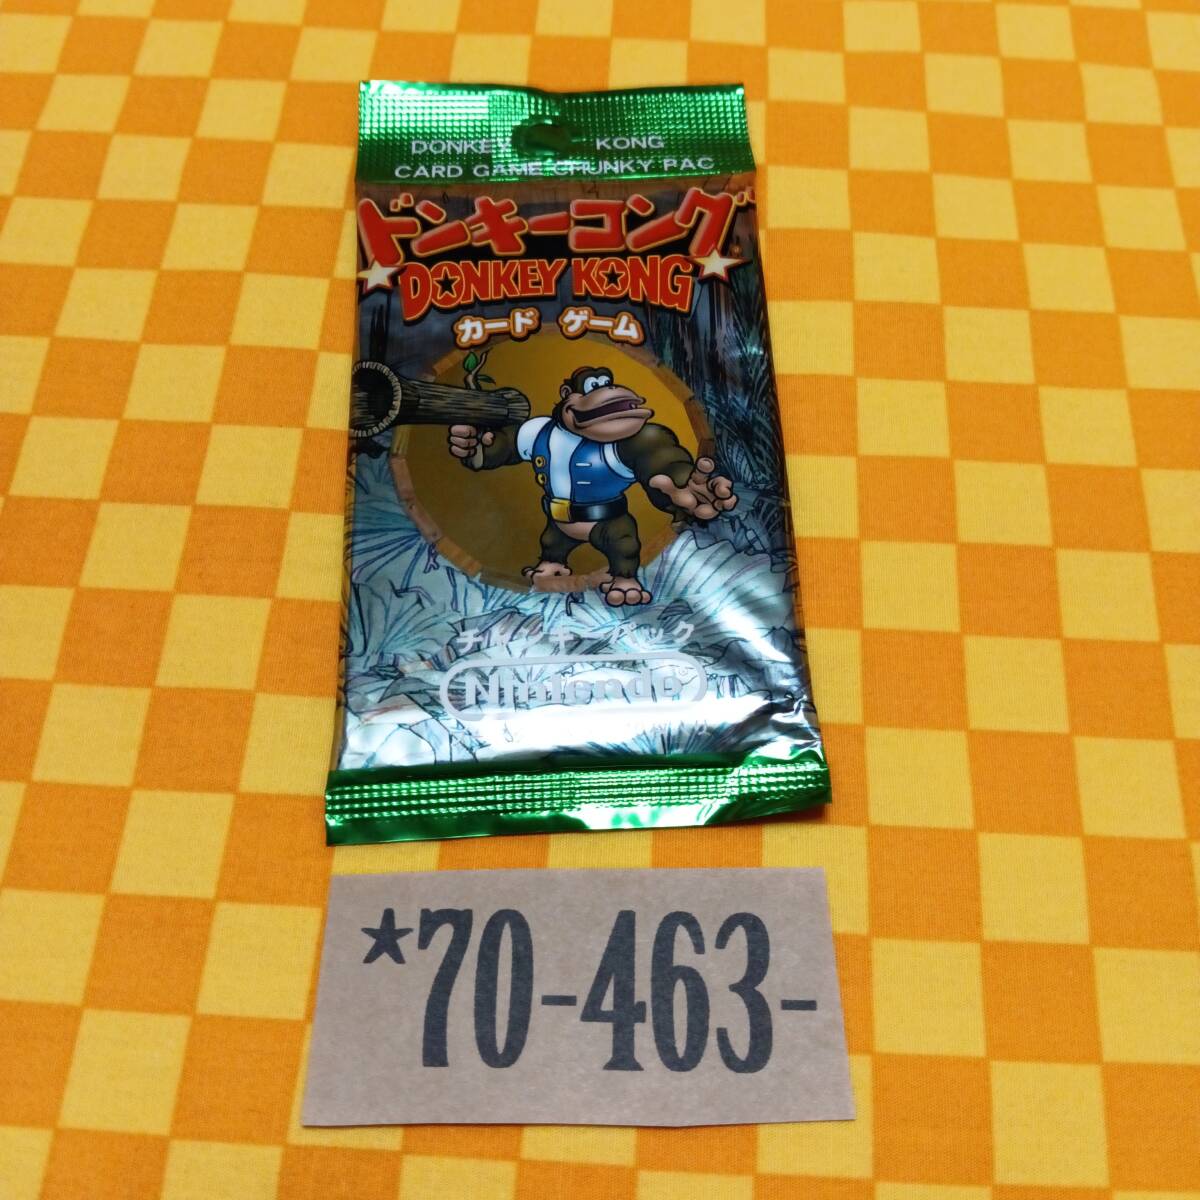 DONKEY KONG
CARD GAME CHUNKY PAC
ドンキーコング
DONKEY KONG
カード ゲーム
チャンキーパック
Nintendo
★70-463-